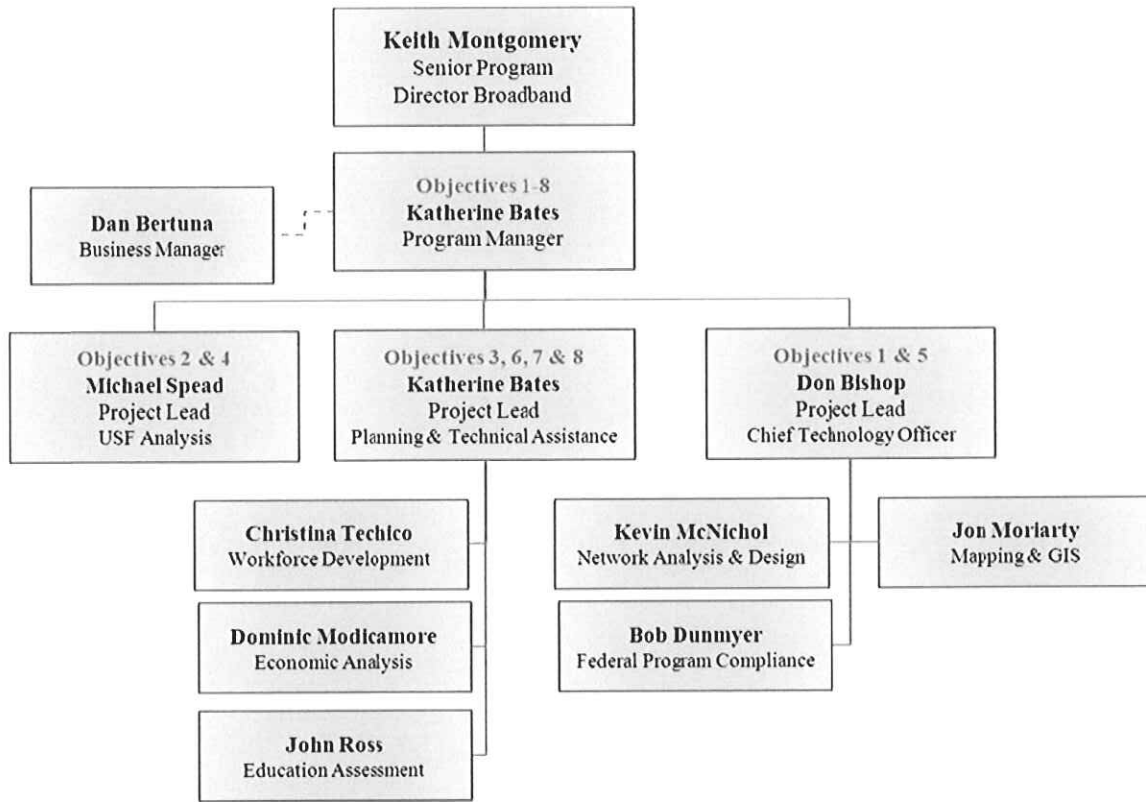 Keith Montgomery
Senior Program
Director Broadband
Objectives 1-8
Katherine Bates
Program Manager
Dan Bertuna
Business Manager
Objectives 2 & 4
Michael Spead
Project Lead
USF Analysis
Objectives 3, 6, 7 & 8
Katherine Bates
Project Lead
Planning & Technical Assistance
Objectives 1 & 5
Don Bishop
Project Lead
Chief Technology Officer
Christina Techico
Workforce Development
Kevin McNichol
Network Analysis & Design
Jon Moriarty
Mapping & GIS
Dominic Modicamore
Economic Analysis
Bob Dunmyer
Federal Program Compliance
John Ross
Education Assessment